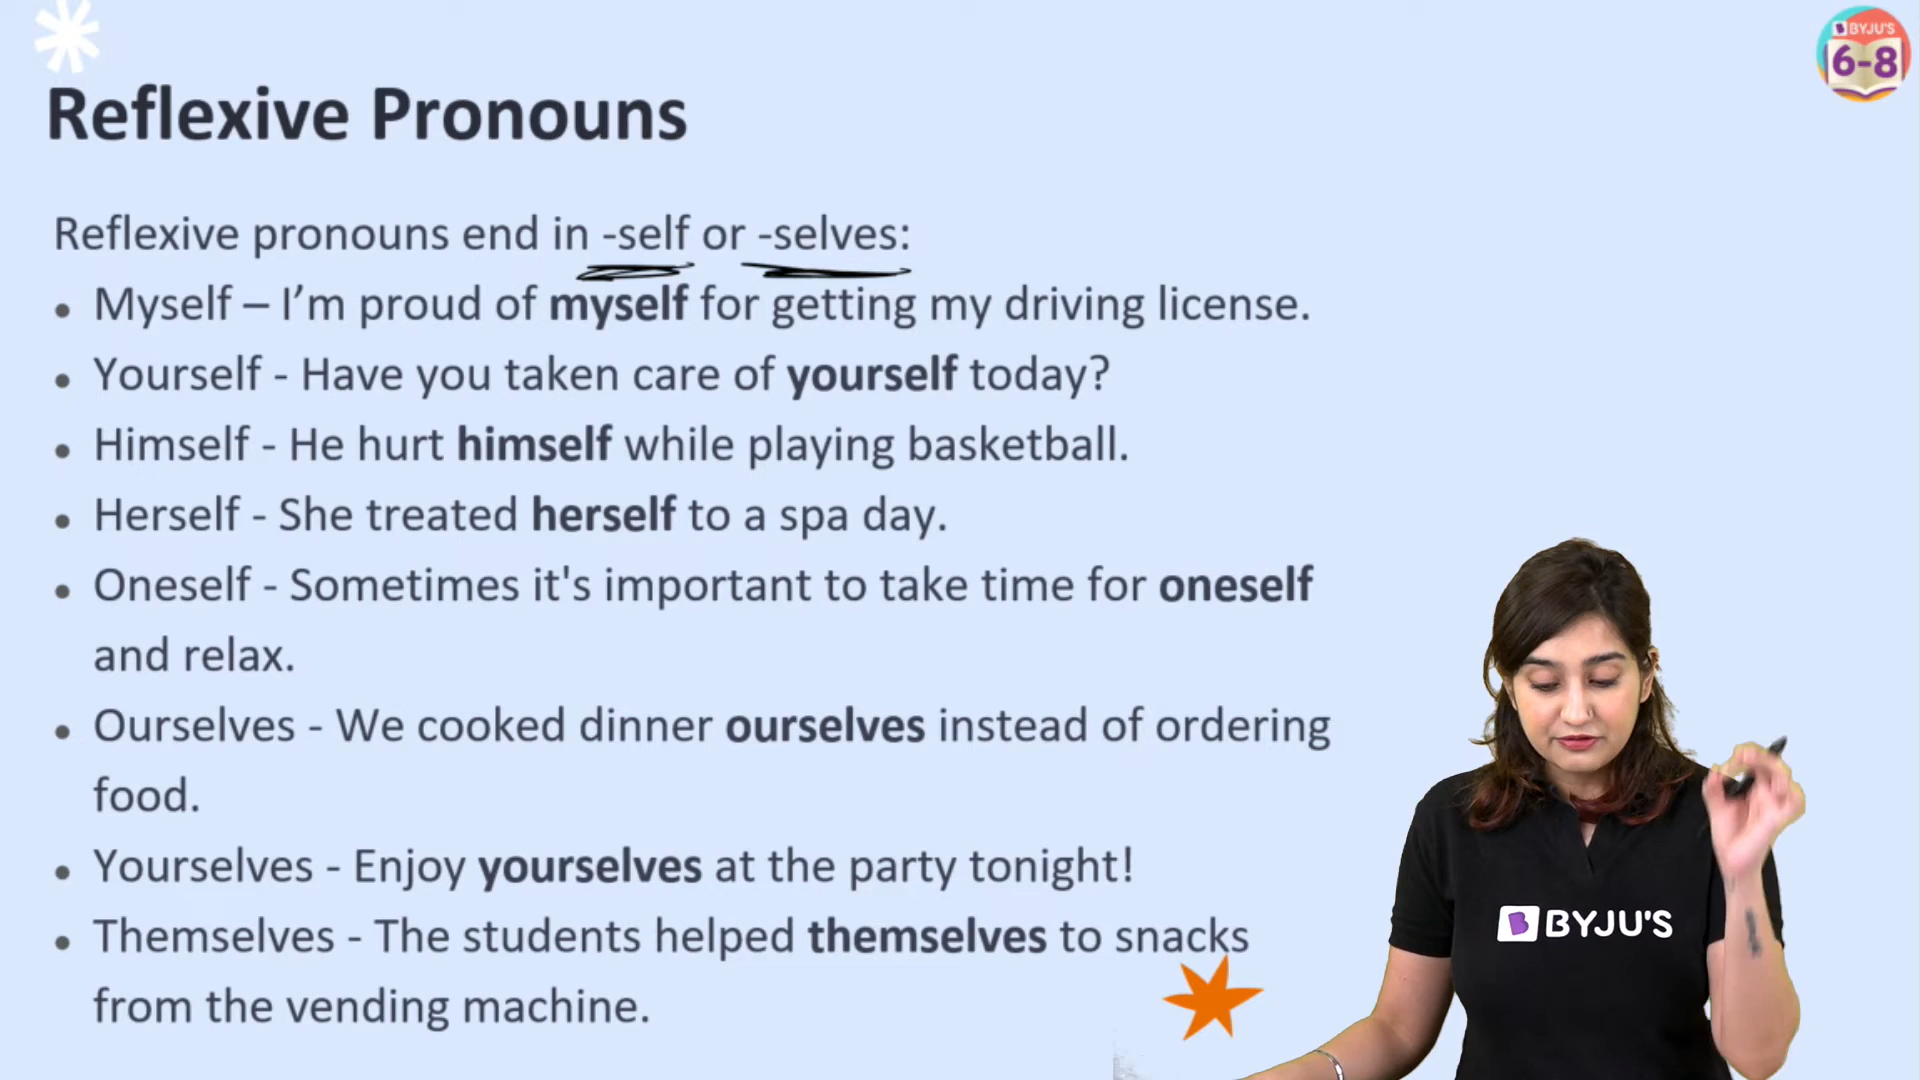 BYJU'S
6-8
Reflexive Pronouns
Reflexive pronouns end in -self or -selves:
• Myself – I’m proud of myself for getting my driving license.
• Yourself - Have you taken care of yourself today?
• Himself - He hurt himself while playing basketball.
• Herself - She treated herself to a spa day.
• Oneself - Sometimes it's important to take time for oneself
and relax.
• Ourselves - We cooked dinner ourselves instead of ordering
food.
• Yourselves - Enjoy yourselves at the party tonight!
• Themselves - The students helped themselves to snacks
from the vending machine.
BYJU'S